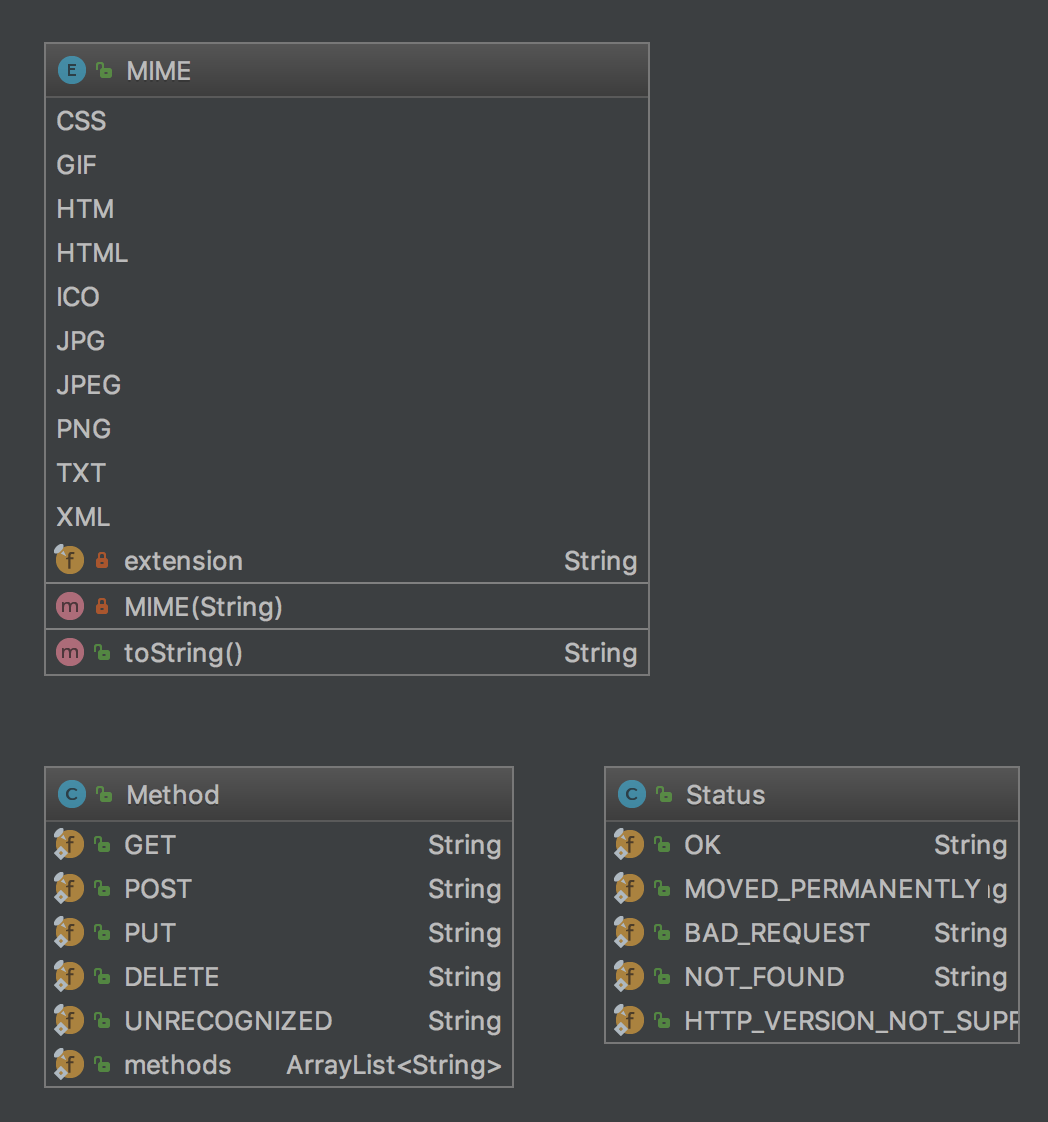 E MIME
CSS
GIF
HTM
HTML
ICO
JPG
JPEG
PNG
TXT
XML
f extension String
m MIME(String)
m toString() String
C Method
f GET String
f POST String
f PUT String
f DELETE String
f UNRECOGNIZED String
f methods ArrayList<String>
C Status
f OK String
f MOVED_PERMANENTLY g
f BAD_REQUEST String
f NOT_FOUND String
f HTTP_VERSION_NOT_SUPP